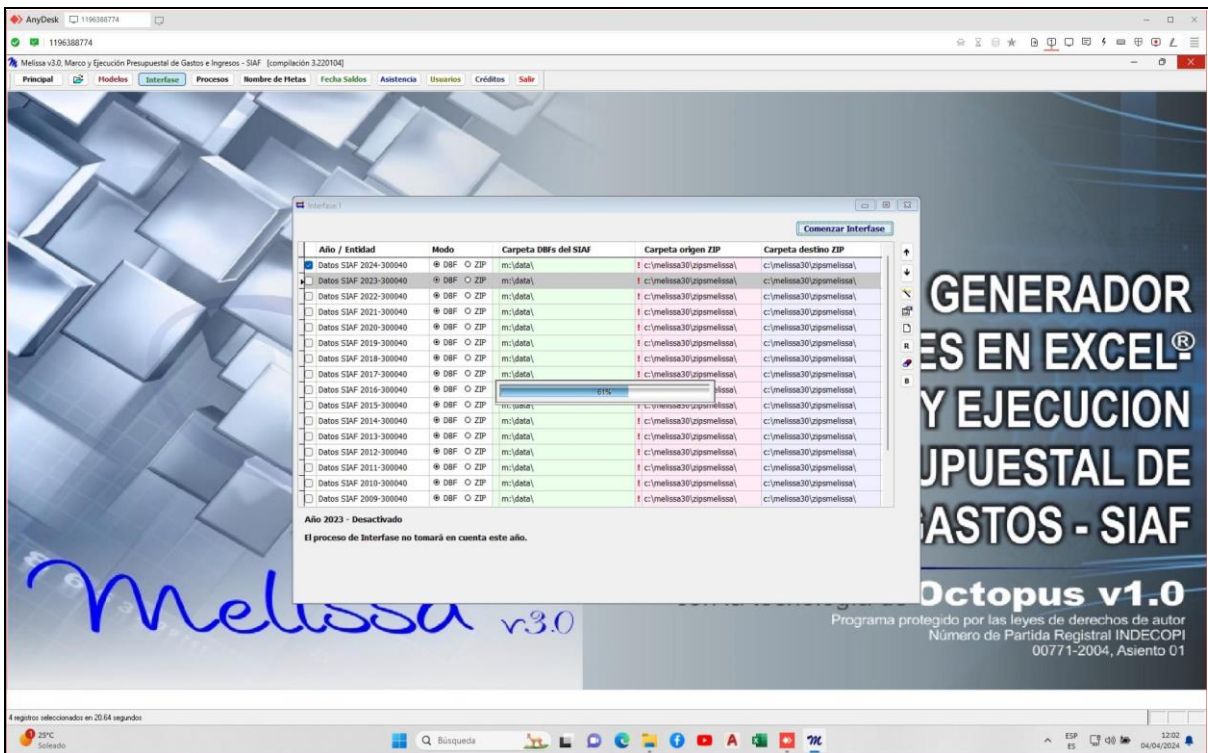 AnyDesk 1196388774
1196388774
Melissa v3.0, Marco y Ejecución Presupuestal de Gastos e Ingresos - SIAF [compilación 3.220104]
Principal Modelos Interfase Procesos Nombre de Metas Fecha Saldos Asistencia Usuarios Créditos Salir
Interfase I
Comenzar Interfase
Año / Entidad Modo Carpeta DBFs del SIAF Carpeta origen ZIP Carpeta destino ZIP
Datos SIAF 2024-300040 DBF ZIP m:\data\ ! c:\melissa30\zipsmelissa\ c:\melissa30\zipsmelissa\
Datos SIAF 2023-300040 DBF ZIP m:\data\ ! c:\melissa30\zipsmelissa\ c:\melissa30\zipsmelissa\
Datos SIAF 2022-300040 DBF ZIP m:\data\ ! c:\melissa30\zipsmelissa\ c:\melissa30\zipsmelissa\
Datos SIAF 2021-300040 DBF ZIP m:\data\ ! c:\melissa30\zipsmelissa\ c:\melissa30\zipsmelissa\
Datos SIAF 2020-300040 DBF ZIP m:\data\ ! c:\melissa30\zipsmelissa\ c:\melissa30\zipsmelissa\
Datos SIAF 2019-300040 DBF ZIP m:\data\ ! c:\melissa30\zipsmelissa\ c:\melissa30\zipsmelissa\
R
Datos SIAF 2018-300040 DBF ZIP m:\data\ ! c:\melissa30\zipsmelissa\ c:\melissa30\zipsmelissa\
Datos SIAF 2017-300040 DBF ZIP m:\data\ ! c:\melissa30\zipsmelissa\ c:\melissa30\zipsmelissa\
B
Datos SIAF 2016-300040 DBF ZIP 61% elissa\ c:\melissa30\zipsmelissa\
Datos SIAF 2015-300040 DBF ZIP m:\data\ ! c:\melissa30\zipsmelissa\ c:\melissa30\zipsmelissa\
Datos SIAF 2014-300040 DBF ZIP m:\data\ ! c:\melissa30\zipsmelissa\ c:\melissa30\zipsmelissa\
Datos SIAF 2013-300040 DBF ZIP m:\data\ ! c:\melissa30\zipsmelissa\ c:\melissa30\zipsmelissa\
Datos SIAF 2012-300040 DBF ZIP m:\data\ ! c:\melissa30\zipsmelissa\ c:\melissa30\zipsmelissa\
Datos SIAF 2011-300040 DBF ZIP m:\data\ ! c:\melissa30\zipsmelissa\ c:\melissa30\zipsmelissa\
Datos SIAF 2010-300040 DBF ZIP m:\data\ ! c:\melissa30\zipsmelissa\ c:\melissa30\zipsmelissa\
Datos SIAF 2009-300040 DBF ZIP m:\data\ ! c:\melissa30\zipsmelissa\ c:\melissa30\zipsmelissa\
Año 2023 - Desactivado
El proceso de Interfase no tomará en cuenta este año.
GENERADOR
ES EN EXCEL®
Y EJECUCION
UPUESTAL DE
GASTOS - SIAF
Melissa v3.0
Octopus v1.0
Programa protegido por las leyes de derechos de autor
Número de Partida Registral INDECOPI
00771-2004, Asiento 01
4 registros seleccionados en 20.64 segundos
1 25°C
Soleado
Búsqueda
ESP
ES
12:02
04/04/2024